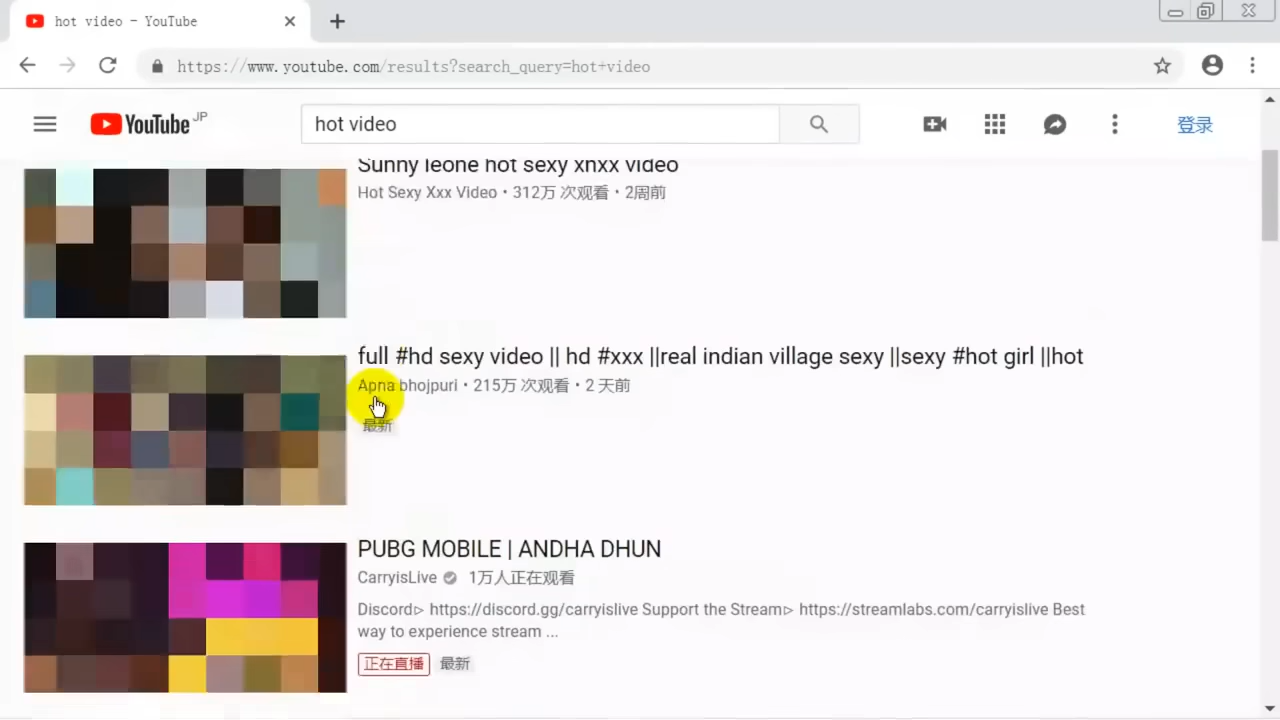 hot video - YouTube
https://www.youtube.com/results?search_query=hot+video
YouTube JP
hot video
登录
Sunny leone hot sexy xnxx video
Hot Sexy Xxx Video • 312万 次观看 • 2周前
full #hd sexy video || hd #xxx ||real indian village sexy ||sexy #hot girl ||hot
Apna bhojpuri • 215万 次观看 • 2 天前
最新
PUBG MOBILE | ANDHA DHUN
CarryisLive 1万人正在观看
Discord▷ https://discord.gg/carryislive Support the Stream▷ https://streamlabs.com/carryislive Best
way to experience stream ...
正在直播 最新